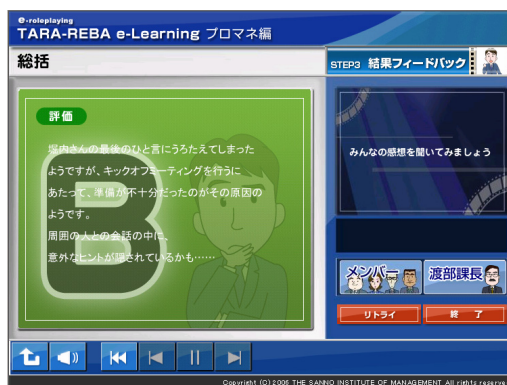 e-roleplaying
TARA-REBA e-Learning プロマネ編
総括
STEP3 結果フィードバック
評価
堀内さんの最後のひと言にうろたえてしまった
ようですが、キックオフミーティングを行うに
あたって、準備が不十分だったのがその原因の
ようです。
周囲の人との会話の中に、
意外なヒントが隠されているかも……
B
みんなの感想を聞いてみましょう
メンバー
渡部課長
リトライ
終 了
Copyright (C) 2005 THE SANNO INSTITUTE OF MANAGEMENT All rights reserve